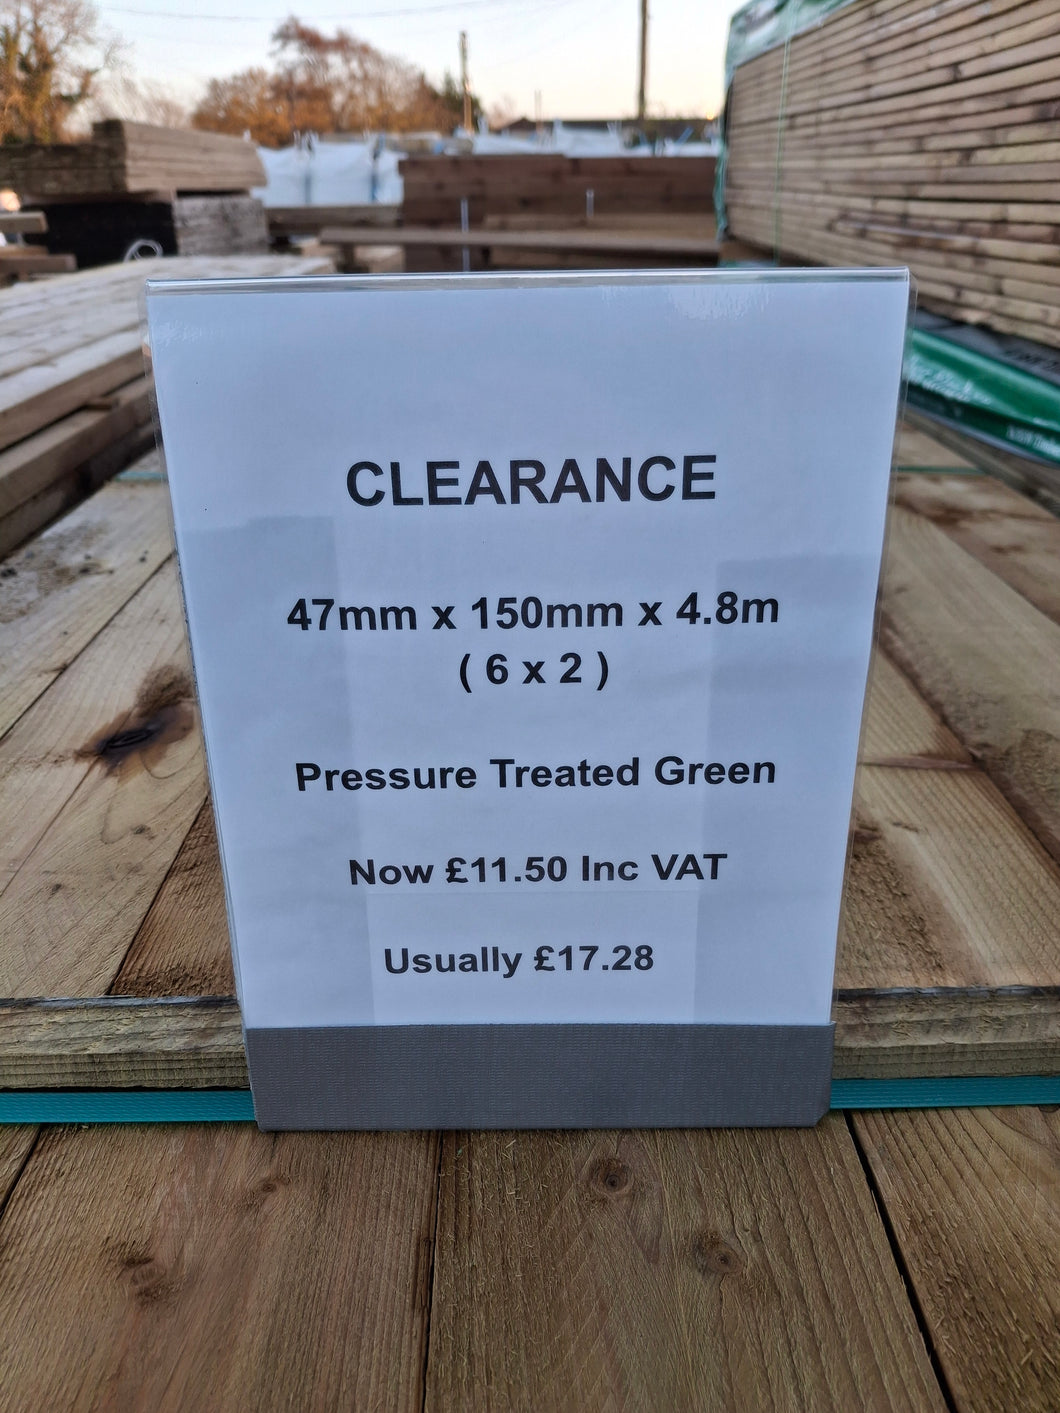 CLEARANCE
47mm x 150mm x 4.8m
( 6 x 2 )
Pressure Treated Green
Now £11.50 Inc VAT
Usually £17.28